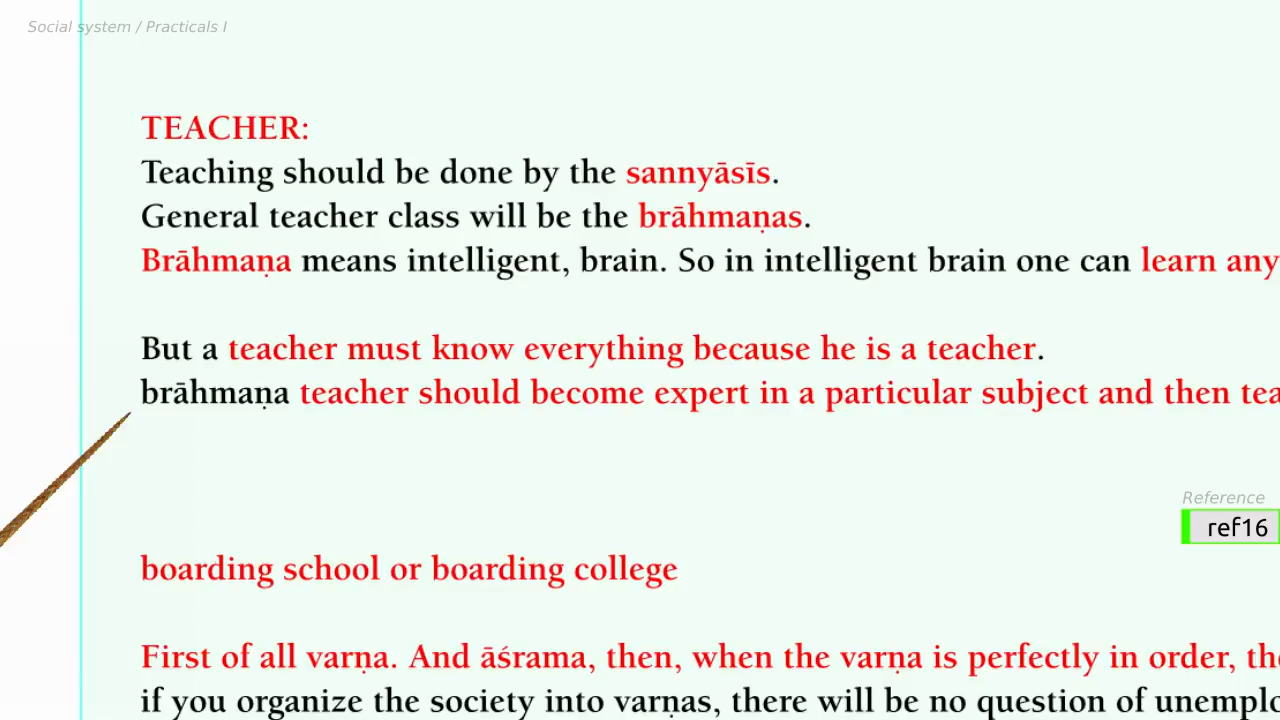 Social system / Practicals I
TEACHER:
Teaching should be done by the sannyāsīs.
General teacher class will be the brāhmaṇas.
Brāhmaṇa means intelligent, brain. So in intelligent brain one can learn any
But a teacher must know everything because he is a teacher.
brāhmaṇa teacher should become expert in a particular subject and then
Reference
ref16
boarding school or boarding college
First of all varṇa. And āśrama, then, when the varṇa is perfectly in order,
if you organize the society into varṇas, there will be no question of